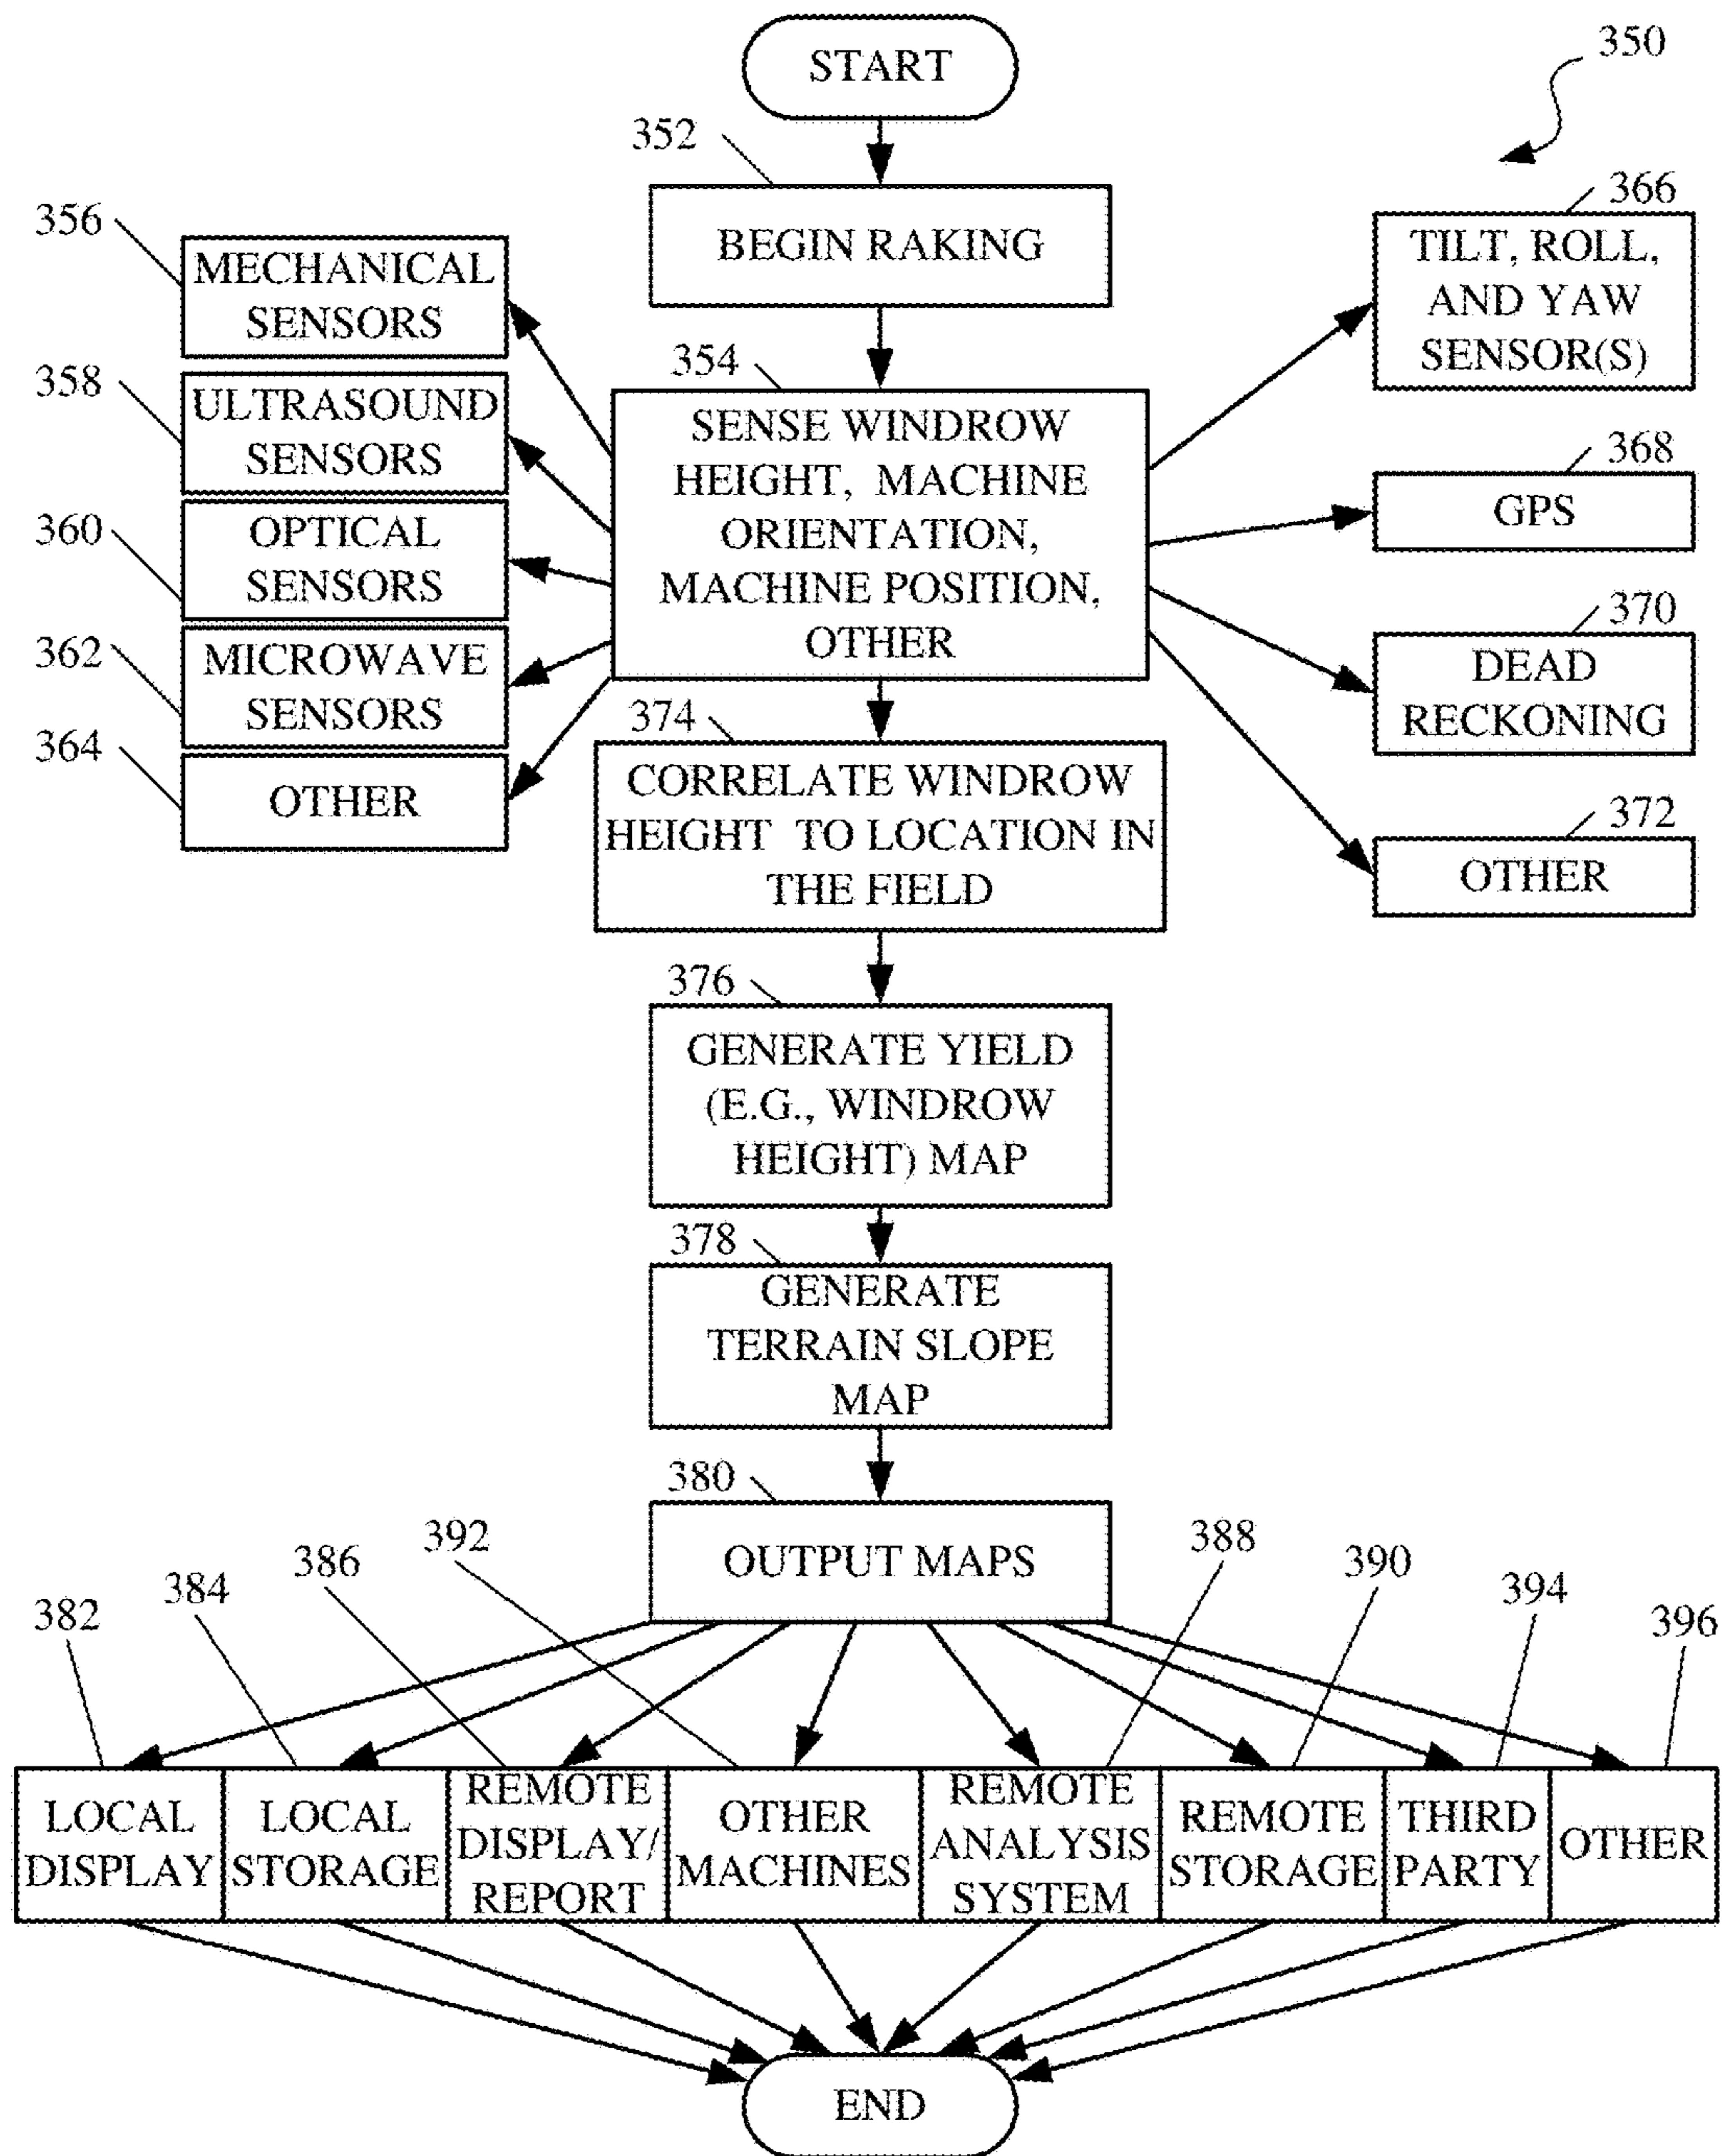 START
350
352
BEGIN RAKING
356
MECHANICAL
SENSORS
358
ULTRASOUND
SENSORS
360
OPTICAL
SENSORS
362
MICROWAVE
SENSORS
364
OTHER
354
SENSE WINDROW
HEIGHT, MACHINE
ORIENTATION,
MACHINE POSITION,
OTHER
366
TILT, ROLL,
AND YAW
SENSOR(S)
368
GPS
370
DEAD
RECKONING
372
OTHER
374
CORRELATE WINDROW
HEIGHT TO LOCATION IN
THE FIELD
376
GENERATE YIELD
(E.G., WINDROW
HEIGHT) MAP
378
GENERATE
TERRAIN SLOPE
MAP
380
OUTPUT MAPS
382
LOCAL
DISPLAY
384
LOCAL
STORAGE
386
REMOTE
DISPLAY/
REPORT
392
OTHER
MACHINES
388
REMOTE
ANALYSIS
SYSTEM
390
REMOTE
STORAGE
394
THIRD
PARTY
396
OTHER
END